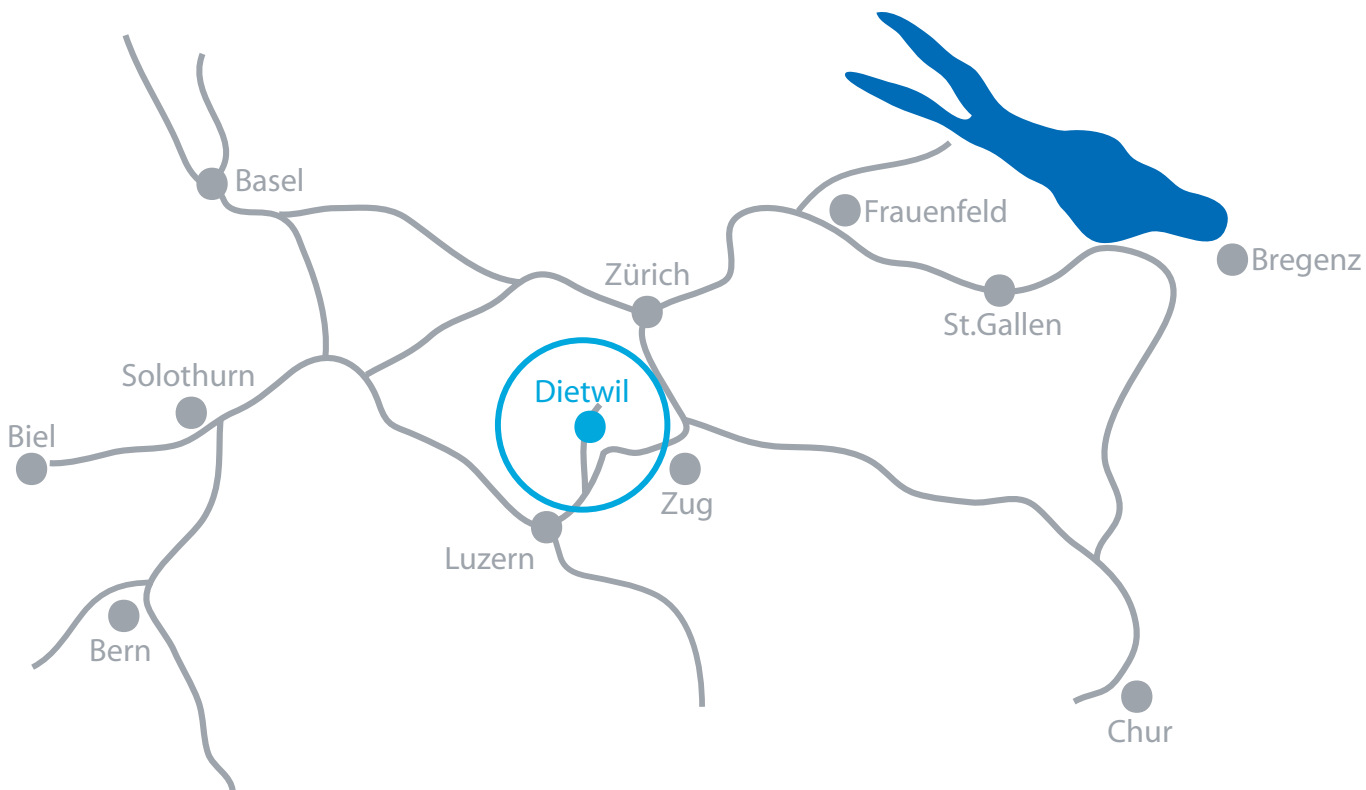 Basel
Frauenfeld
Bregenz
Zürich
St.Gallen
Solothurn
Dietwil
Biel
Zug
Luzern
Bern
Chur